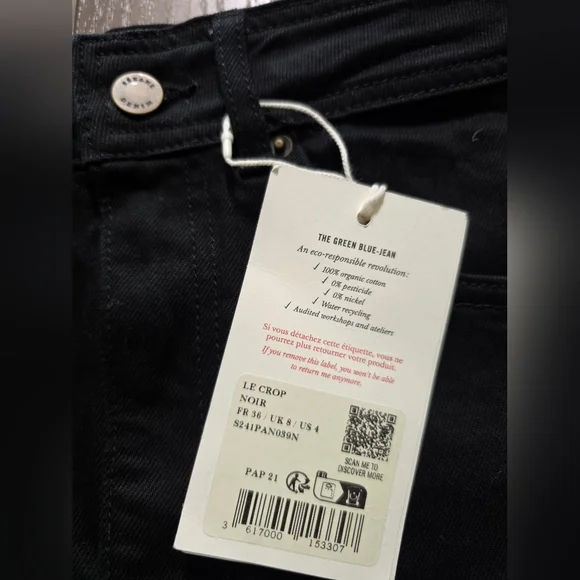 SÉZANE
DENIM
THE GREEN BLUE-JEAN
An eco-responsible revolution:
✓ 100% organic cotton
✓ 0% pesticide
✓ 0% nickel
✓ Water recycling
✓ Audited workshops and ateliers
Si vous détachez cette étiquette, vous ne
pourrez plus retourner votre produit.
If you remove this label, you won't be able
to return me anymore.
LE CROP
NOIR
FR 36 / UK 8 / US 4
S241PAN039N
SCAN ME TO
DISCOVER MORE
PAP 21
3 617000 153307